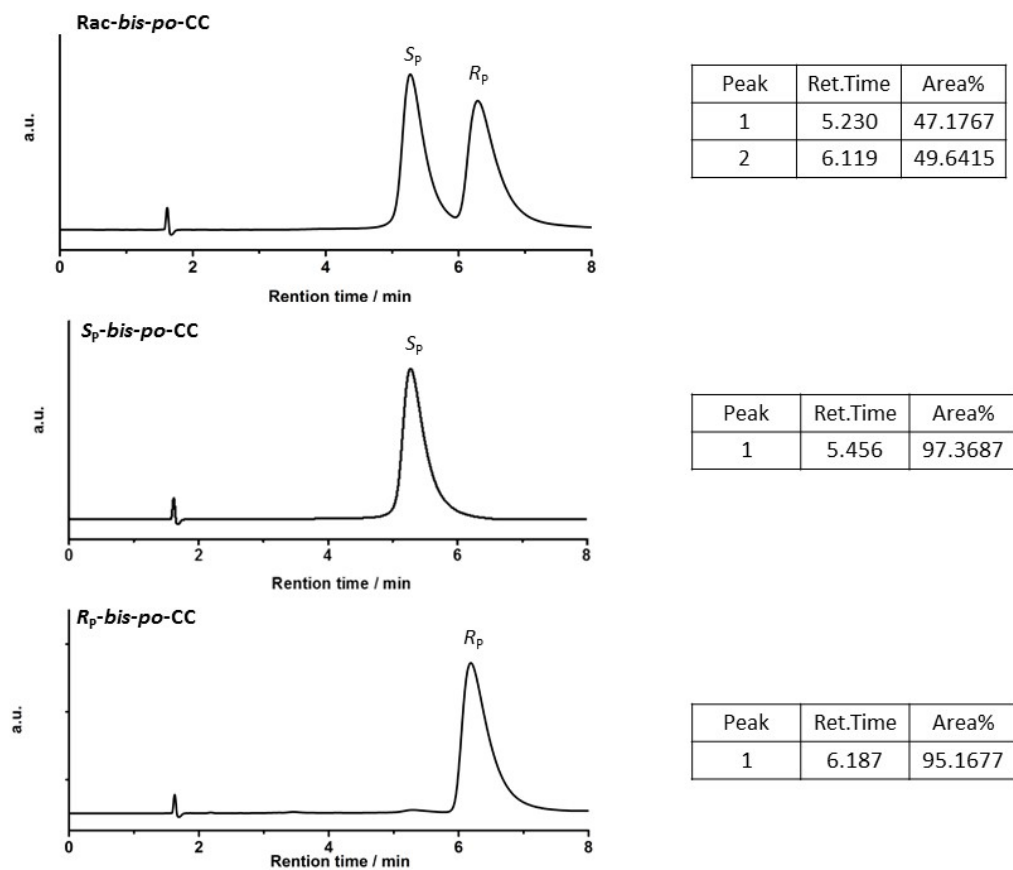 Rac-bis-po-CC
SP
RP
a.u.
0 2 4 6 8
Rention time / min
Peak Ret.Time Area%
1 5.230 47.1767
2 6.119 49.6415
SP-bis-po-CC
SP
a.u.
0 2 4 6 8
Rention time / min
Peak Ret.Time Area%
1 5.456 97.3687
RP-bis-po-CC
RP
a.u.
0 2 4 6 8
Rention time / min
Peak Ret.Time Area%
1 6.187 95.1677